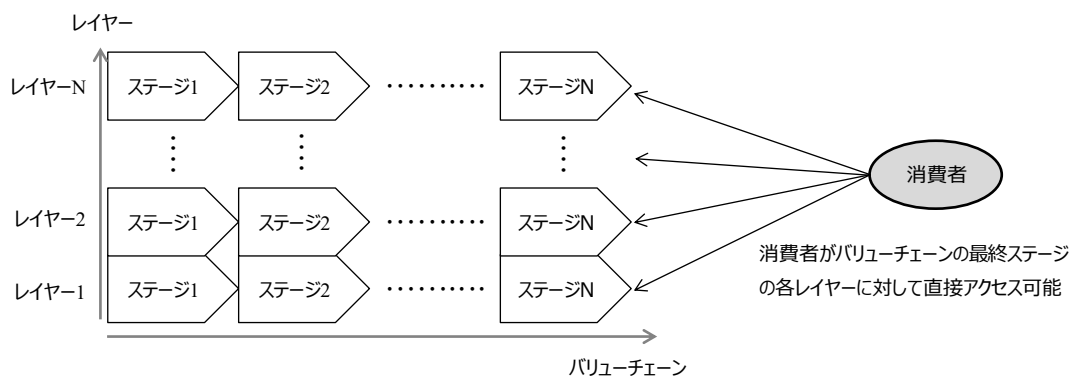 レイヤー
レイヤーN ステージ1 ステージ2 ・・・・・・・・・・ ステージN
消費者
レイヤー2 ステージ1 ステージ2 ・・・・・・・・・・ ステージN
消費者がバリューチェーンの最終ステージ
の各レイヤーに対して直接アクセス可能
レイヤー1 ステージ1 ステージ2 ・・・・・・・・・・ ステージN
バリューチェーン